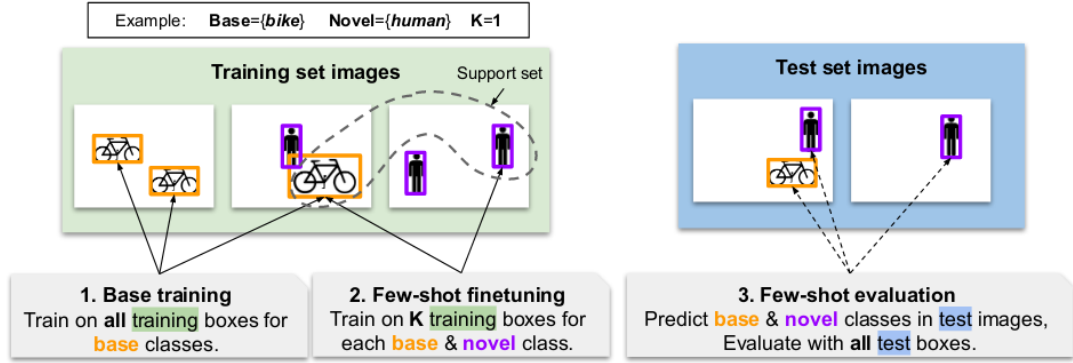 Example: Base={bike} Novel={human} K=1
Training set images
Support set
Test set images
1. Base training
Train on all training boxes for
base classes.
2. Few-shot finetuning
Train on K training boxes for
each base & novel class.
3. Few-shot evaluation
Predict base & novel classes in test images,
Evaluate with all test boxes.